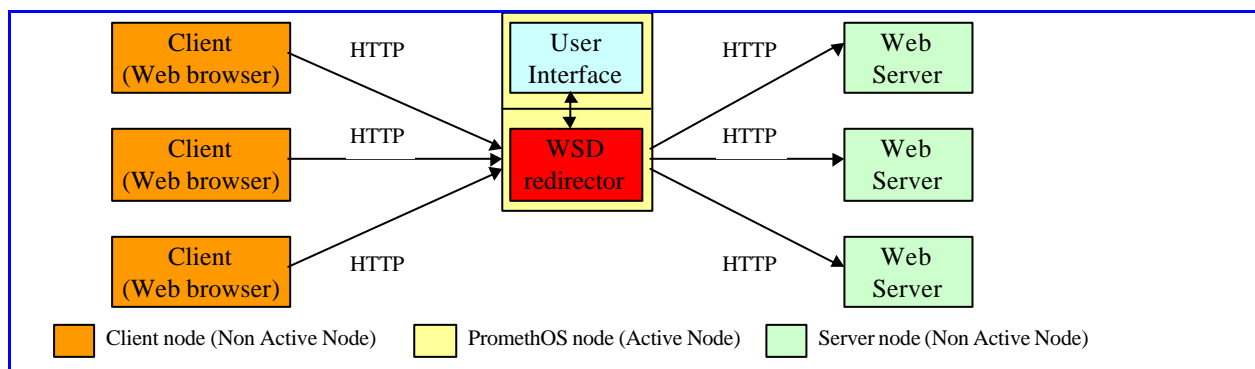 Client
(Web browser)
HTTP
User
Interface
HTTP
Web
Server
Client
(Web browser)
HTTP
WSD
redirector
HTTP
Web
Server
Client
(Web browser)
HTTP
HTTP
Web
Server
Client node (Non Active Node)
PromethOS node (Active Node)
Server node (Non Active Node)